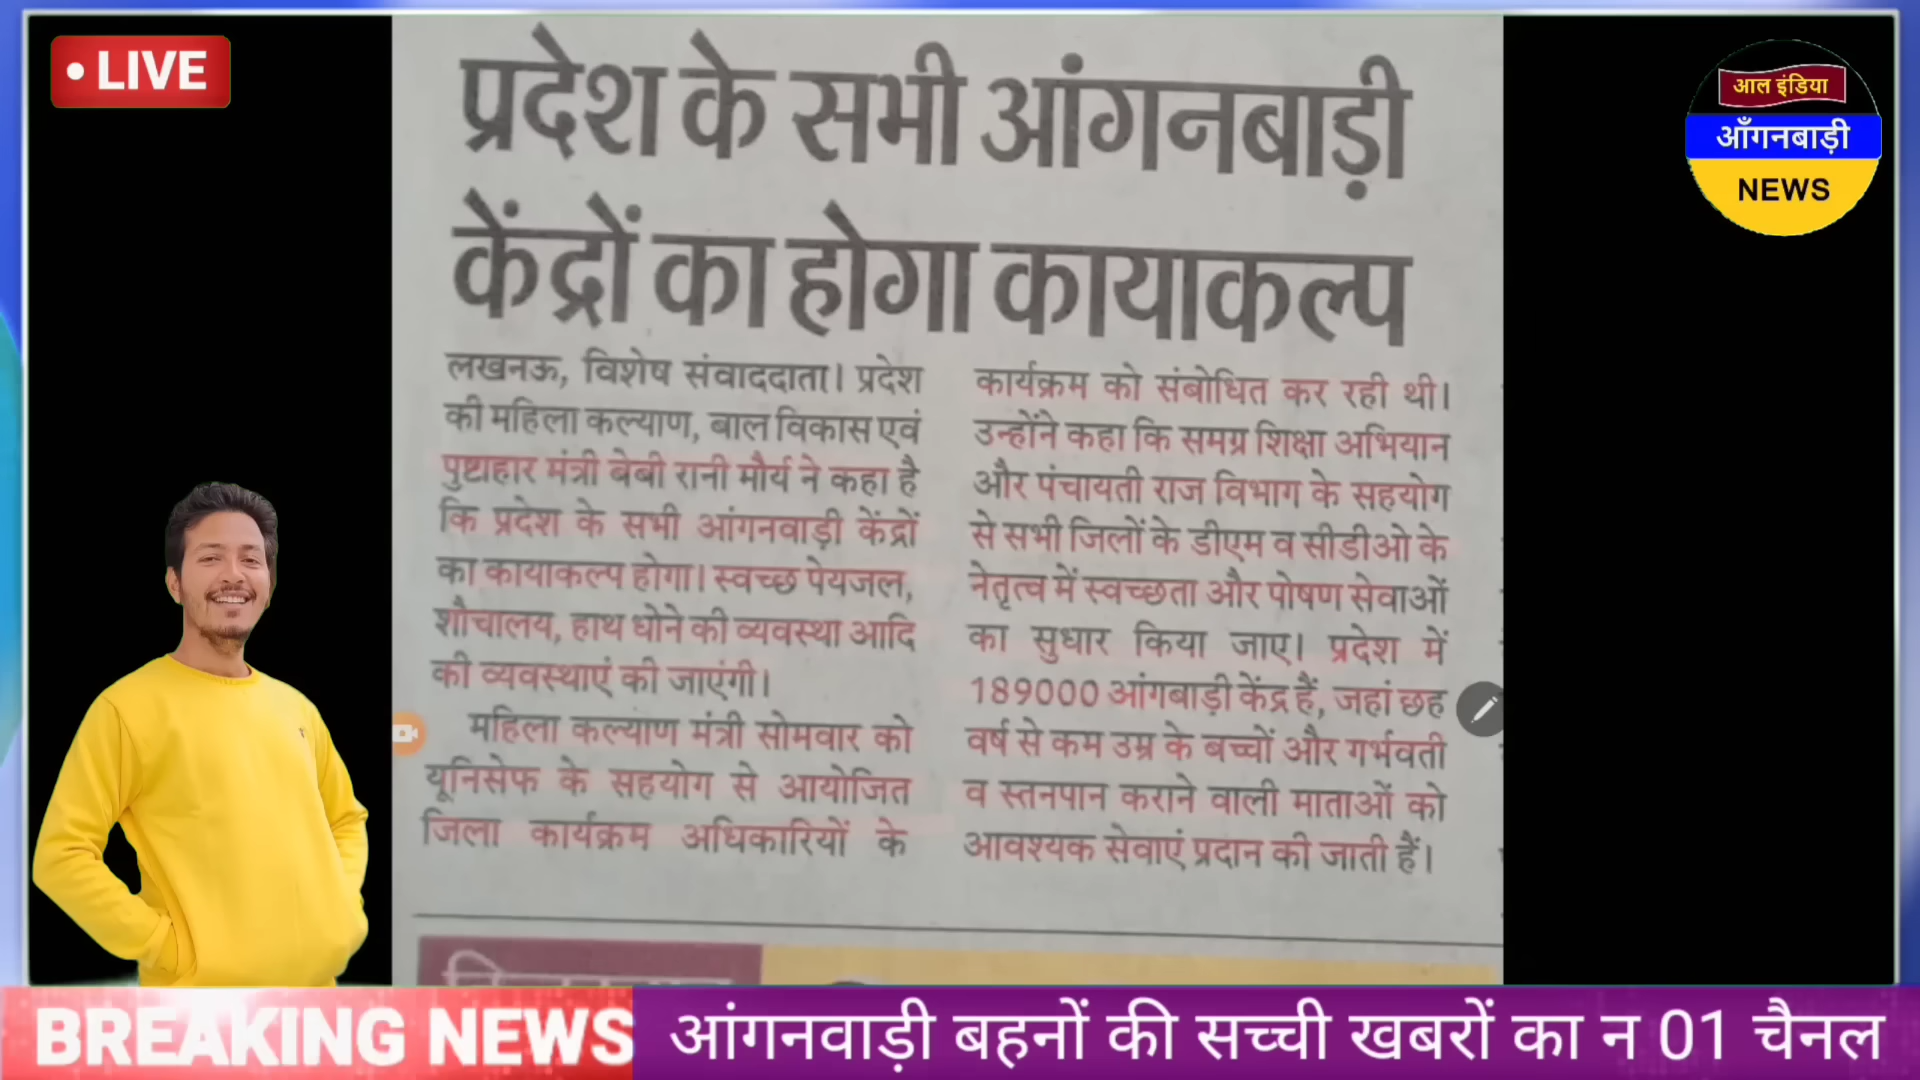 • LIVE
आल इंडिया
आँगनबाड़ी
NEWS
प्रदेश के सभी आंगनबाड़ी
केंद्रों का होगा कायाकल्प
लखनऊ, विशेष संवाददाता। प्रदेश
की महिला कल्याण, बाल विकास एवं
पुष्टाहार मंत्री बेबी रानी मौर्य ने कहा है
कि प्रदेश के सभी आंगनवाड़ी केंद्रों
का कायाकल्प होगा। स्वच्छ पेयजल,
शौचालय, हाथ धोने की व्यवस्था आदि
की व्यवस्थाएं की जाएंगी।
महिला कल्याण मंत्री सोमवार को
यूनिसेफ के सहयोग से आयोजित
जिला कार्यक्रम अधिकारियों के
कार्यक्रम को संबोधित कर रही थी।
उन्होंने कहा कि समग्र शिक्षा अभियान
और पंचायती राज विभाग के सहयोग
से सभी जिलों के डीएम व सीडीओ के
नेतृत्व में स्वच्छता और पोषण सेवाओं
का सुधार किया जाए। प्रदेश में
189000 आंगबाड़ी केंद्र हैं, जहां छह
वर्ष से कम उम्र के बच्चों और गर्भवती
व स्तनपान कराने वाली माताओं को
आवश्यक सेवाएं प्रदान की जाती हैं।
BREAKING NEWS
आंगनवाड़ी बहनों की सच्ची खबरों का न 01 चैनल